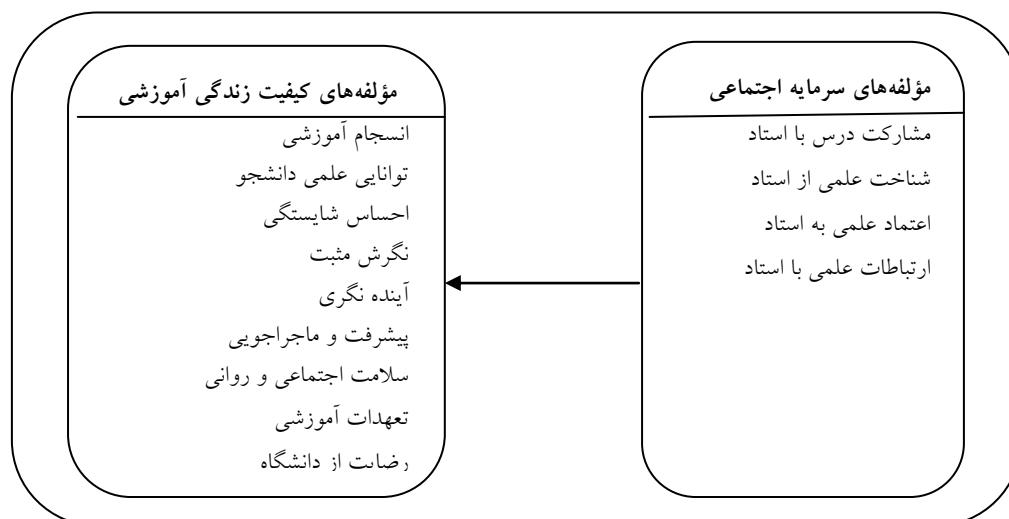 مؤلفه‌های سرمایه اجتماعی
مشارکت درس با استاد
شناخت علمی از استاد
اعتماد علمی به استاد
ارتباطات علمی با استاد
مؤلفه‌های کیفیت زندگی آموزشی
انسجام آموزشی
توانایی علمی دانشجو
احساس شایستگی
نگرش مثبت
آینده نگری
پیشرفت و ماجراجویی
سلامت اجتماعی و روانی
تعهدات آموزشی
رضایت از دانشگاه